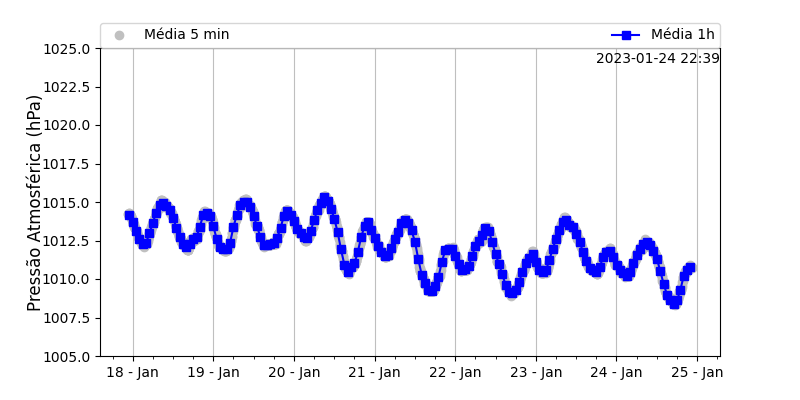 Média 5 min
Média 1h
2023-01-24 22:39
Pressão Atmosférica (hPa)
1025.0
1022.5
1020.0
1017.5
1015.0
1012.5
1010.0
1007.5
1005.0
18 - Jan
19 - Jan
20 - Jan
21 - Jan
22 - Jan
23 - Jan
24 - Jan
25 - Jan